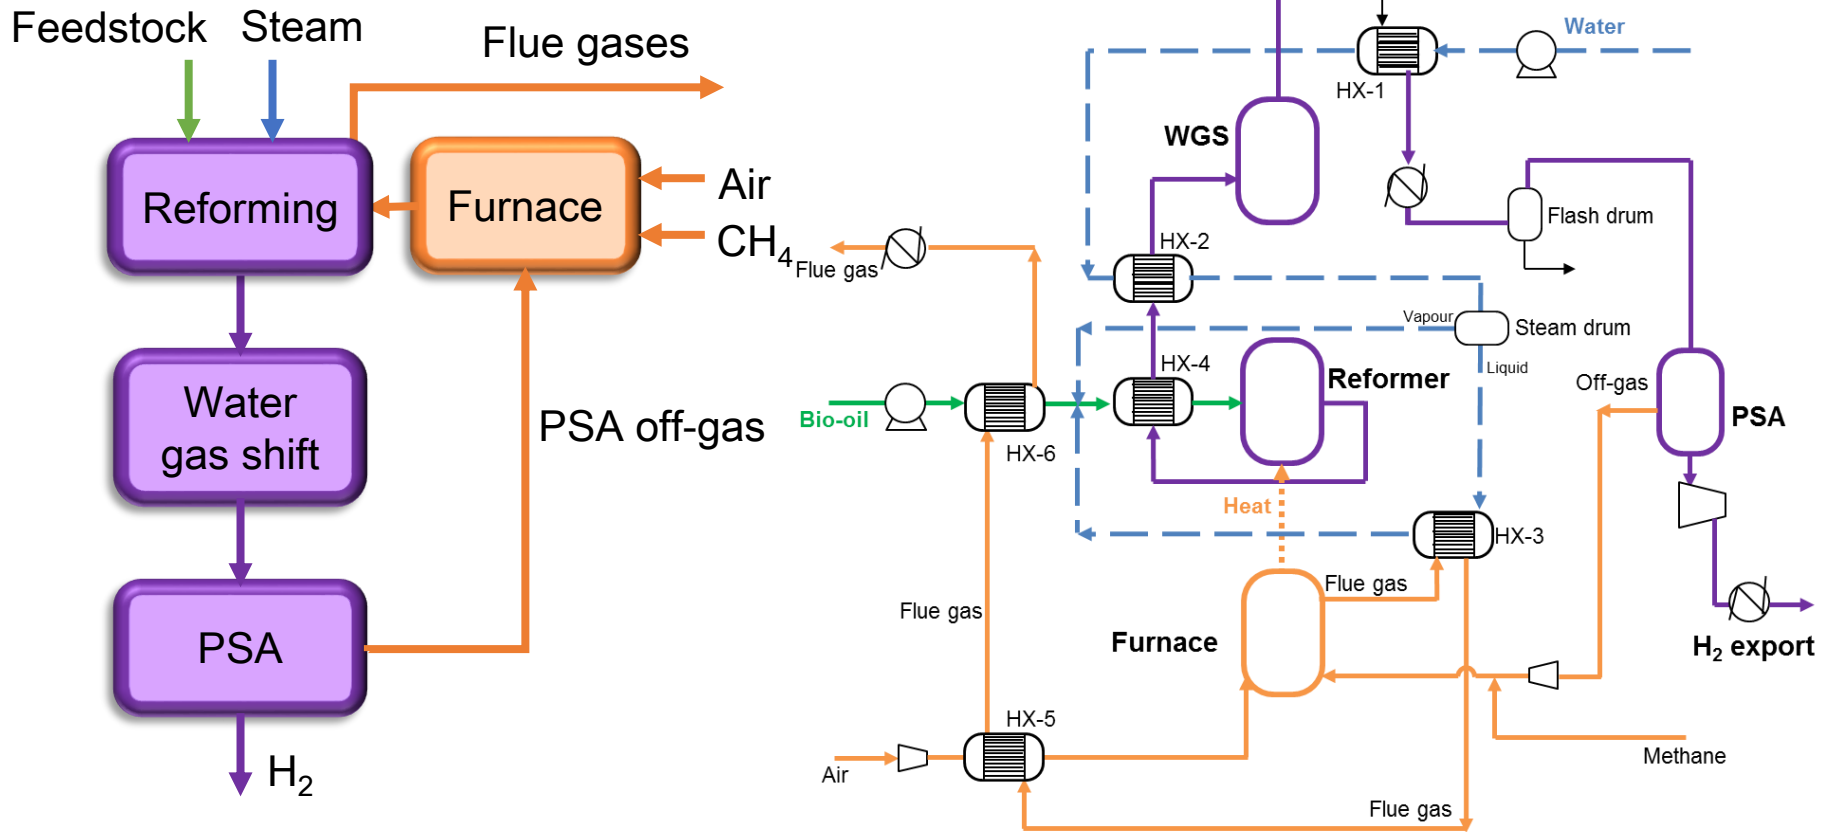 Feedstock
Steam
Flue gases
Reforming
Furnace
Air
CH4
Water
gas shift
PSA off-gas
PSA
H2
Water
HX-1
WGS
Flash drum
HX-2
Flue gas
Vapour
Steam drum
Liquid
HX-4
Reformer
Off-gas
PSA
Bio-oil
HX-6
Heat
HX-3
Flue gas
Flue gas
Furnace
H2 export
HX-5
Air
Methane
Flue gas